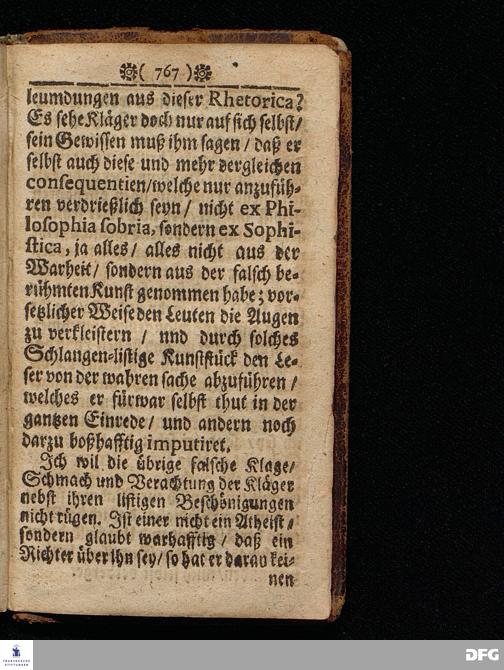 ❁( 767 )❁
leumdungen aus dieser Rhetorica?
Es sehe Kläger doch nur auf sich selbst/
sein Gewissen muß ihm sagen / daß er
selbst auch diese und mehr dergleichen
consequentien/welche nur anzufüh-
ren verdrießlich seyn / nicht ex Phi-
losophia sobria, sondern ex Sophi-
stica, ja alles / alles nicht aus der
Warheit / sondern aus der falsch be-
rühmten Kunst genommen habe; vor-
setzlicher Weise den Leuten die Augen
zu verkleistern / und durch solches
Schlangen-listige Kunststück den Le-
ser von der wahren sache abzuführen /
welches er fürwar selbst thut in der
gantzen Einrede / und andern noch
darzu boßhafftig imputiret.
Ich wil die übrige falsche Klage/
Schmach und Verachtung der Kläger
nebst ihren listigen Beschönigungen
nicht rügen. Ist einer nicht ein Atheist /
sondern glaubt warhafftig / daß ein
Richter über ihn sey / so hat er daran kei-
nen
FRANCKESCHE
STIFTUNGEN
DFG